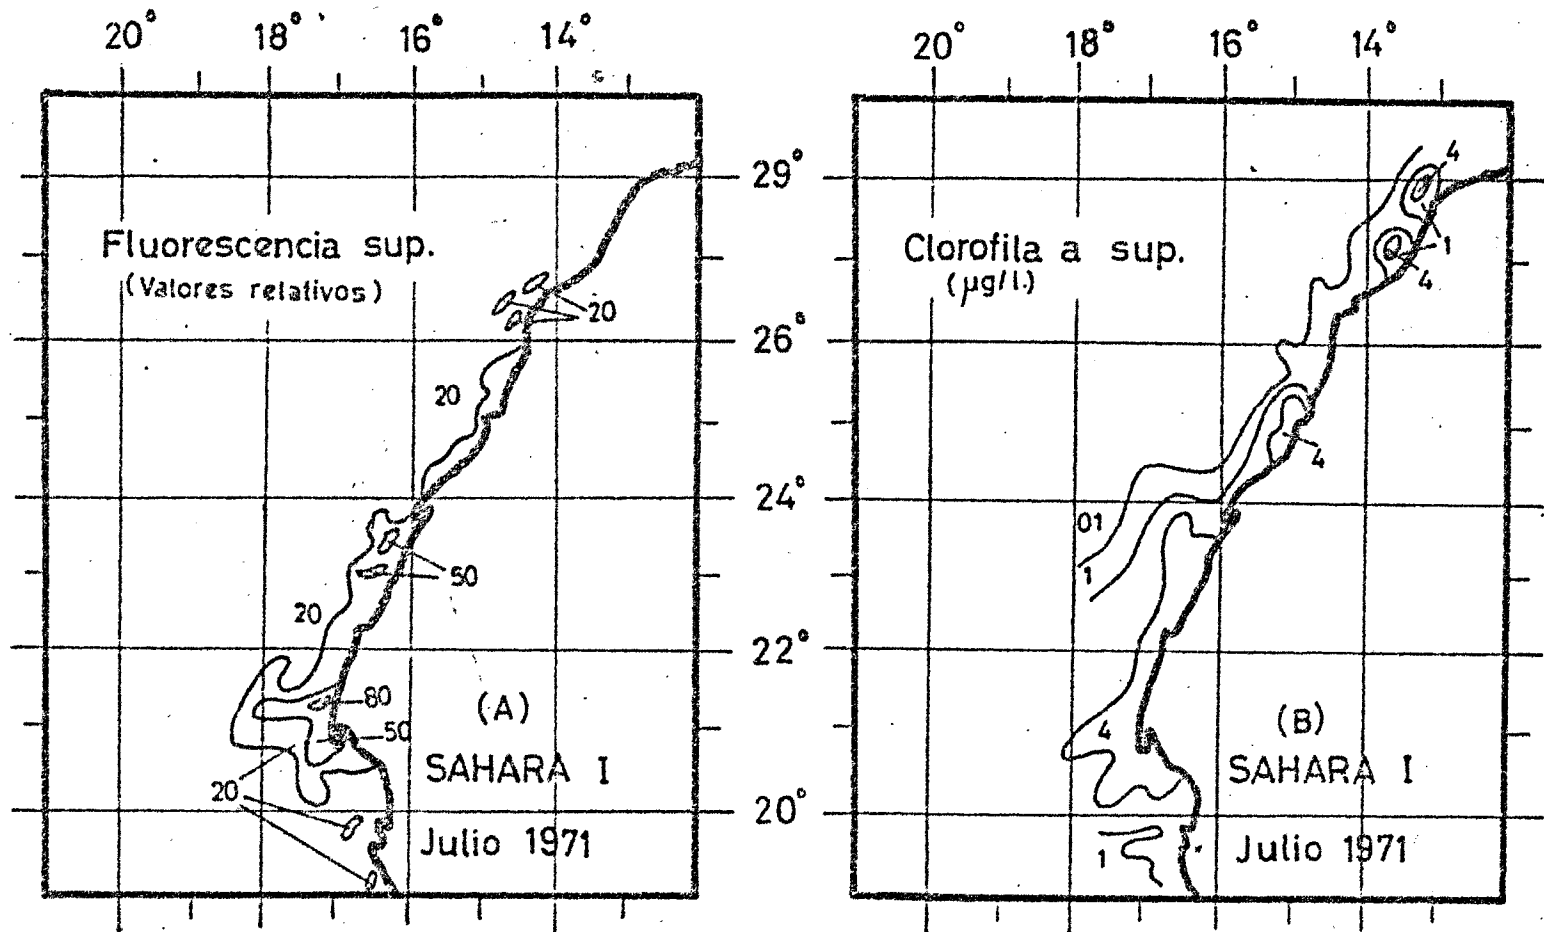 20° 18° 16° 14°
Fluorescencia sup.
(Valores relativos)
20
20
50
20
80
50
20
(A)
SAHARA I
Julio 1971
29°
26°
24°
22°
20°
20° 18° 16° 14°
Clorofila a sup.
(µg/l.)
4
1
4
4
01
1
4
1
(B)
SAHARA I
Julio 1971